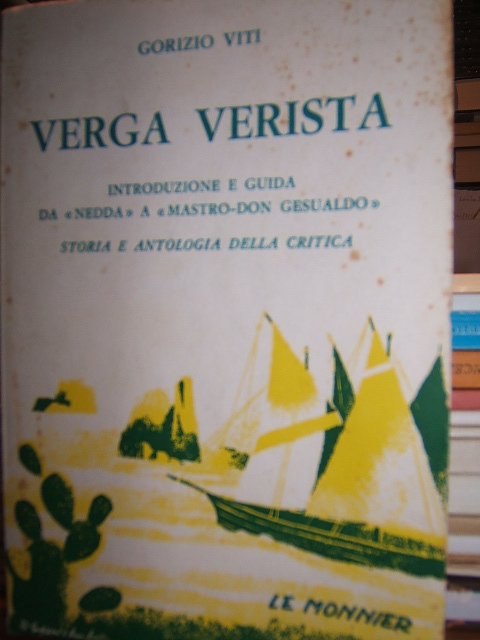 GORIZIO VITI
VERGA VERISTA
INTRODUZIONE E GUIDA
DA «NEDDA» A «MASTRO-DON GESUALDO»
STORIA E ANTOLOGIA DELLA CRITICA
LE MONNIER